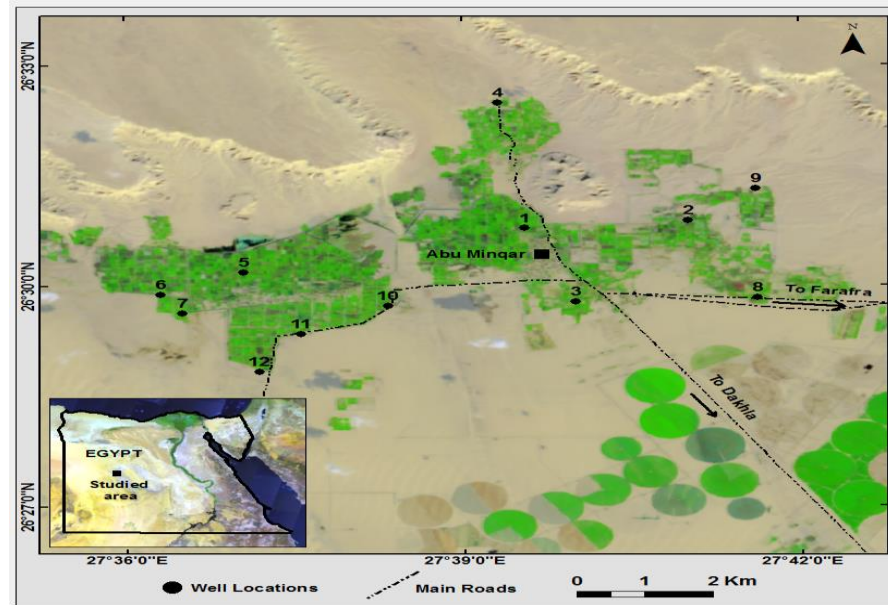 N
26°33'0"N
4
9
2
1
Abu Minqar
5
26°30'0"N
6
7
10
3
8
To Farafra
11
12
To Dakhla
EGYPT
Studied
area
26°27'0"N
27°36'0"E
27°39'0"E
27°42'0"E
Well Locations
Main Roads
0 1 2 Km